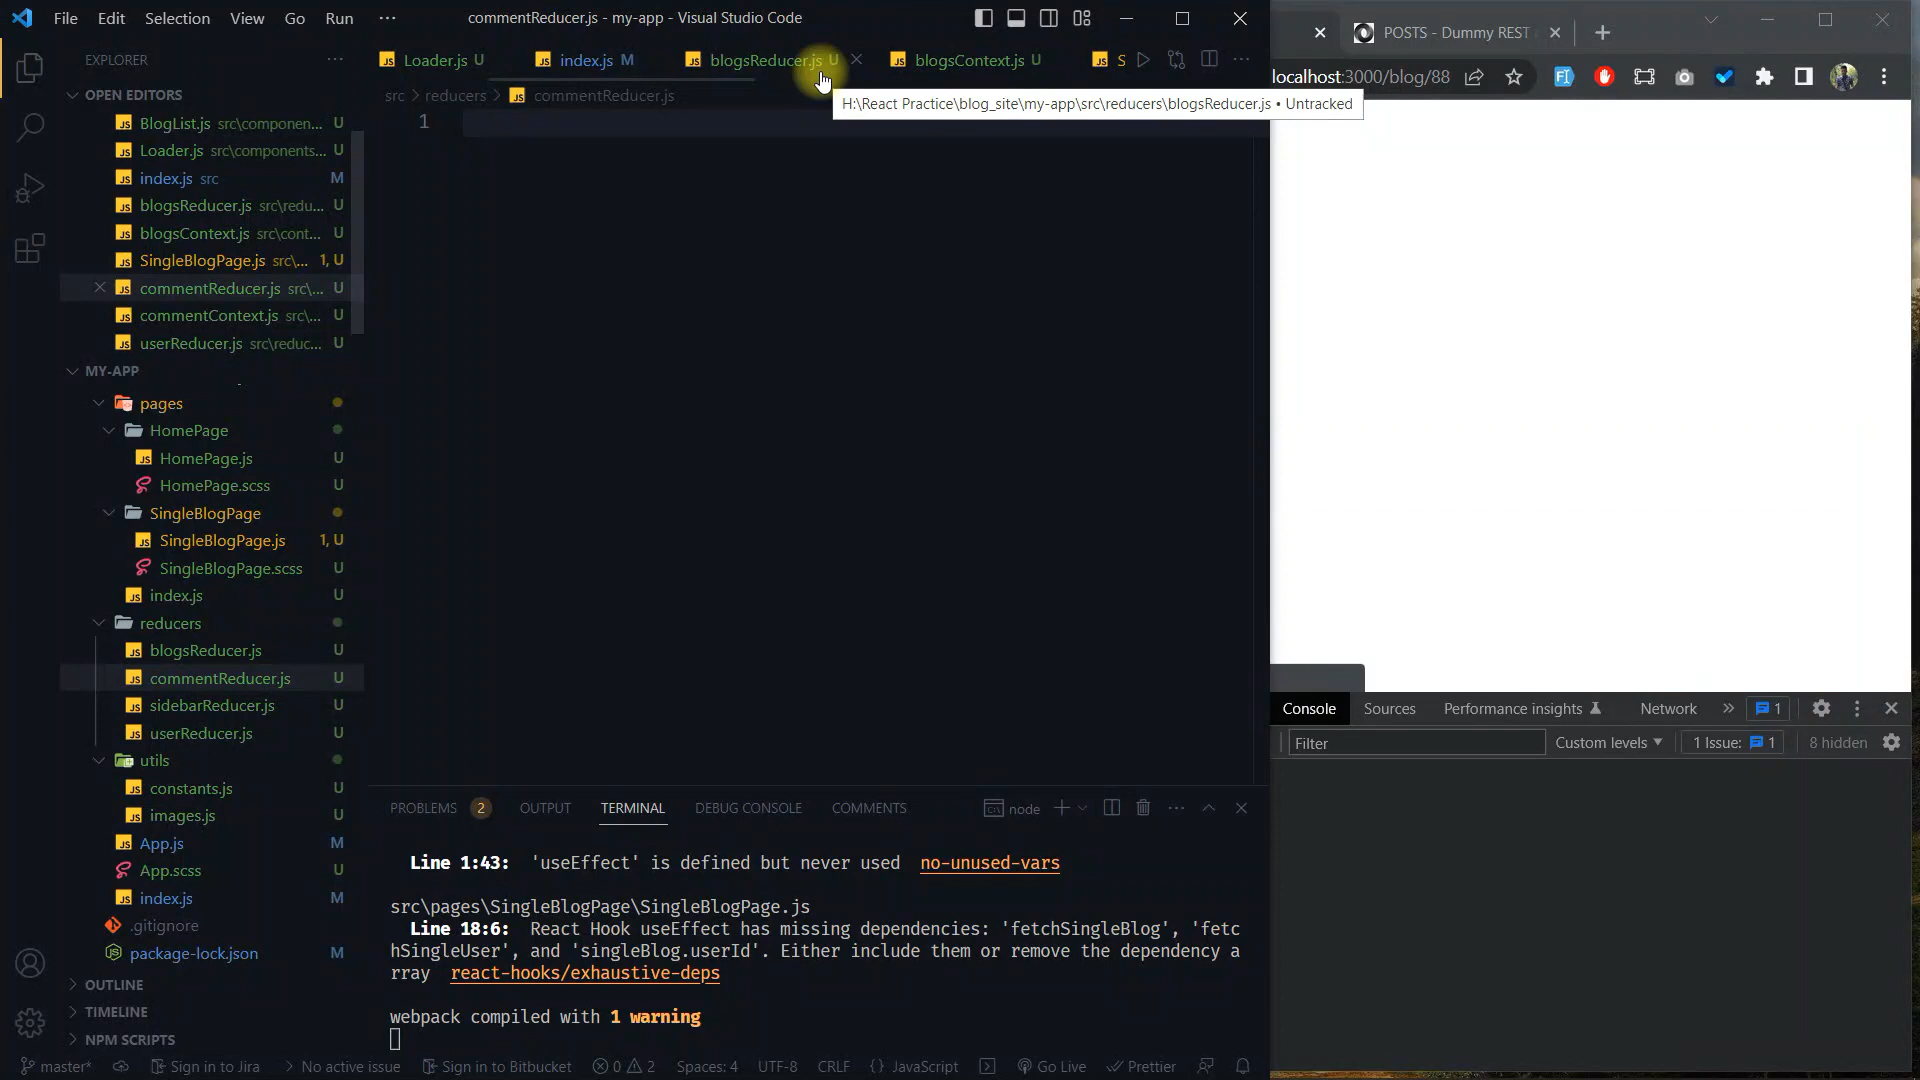 File Edit Selection View Go Run ···
commentReducer.js - my-app - Visual Studio Code
EXPLORER
Loader.js U
index.js M
blogsReducer.js U
blogsContext.js U
S
src > reducers > commentReducer.js
H:\React Practice\blog_site\my-app\src\reducers\blogsReducer.js • Untracked
1
OPEN EDITORS
BlogList.js src\componen... U
Loader.js src\components... U
index.js src M
blogsReducer.js src\redu... U
blogsContext.js src\cont... U
SingleBlogPage.js src\... 1, U
commentReducer.js src\... U
commentContext.js src\... U
userReducer.js src\reduc... U
MY-APP
pages
HomePage
HomePage.js U
HomePage.scss U
SingleBlogPage
SingleBlogPage.js 1, U
SingleBlogPage.scss U
index.js U
reducers
blogsReducer.js U
commentReducer.js U
sidebarReducer.js U
userReducer.js U
utils
constants.js U
images.js U
App.js M
App.scss U
index.js M
.gitignore
package-lock.json M
OUTLINE
TIMELINE
NPM SCRIPTS
PROBLEMS 2 OUTPUT TERMINAL DEBUG CONSOLE COMMENTS
node
Line 1:43: 'useEffect' is defined but never used no-unused-vars
src\pages\SingleBlogPage\SingleBlogPage.js
Line 18:6: React Hook useEffect has missing dependencies: 'fetchSingleBlog', 'fetc
hSingleUser', and 'singleBlog.userId'. Either include them or remove the dependency a
rray react-hooks/exhaustive-deps
webpack compiled with 1 warning
master* Sign in to Jira No active issue Sign in to Bitbucket 0 2 Spaces: 4 UTF-8 CRLF {} JavaScript Go Live Prettier
POSTS - Dummy REST
localhost:3000/blog/88
Console Sources Performance insights Network » 1
Filter Custom levels 1 Issue: 1 8 hidden